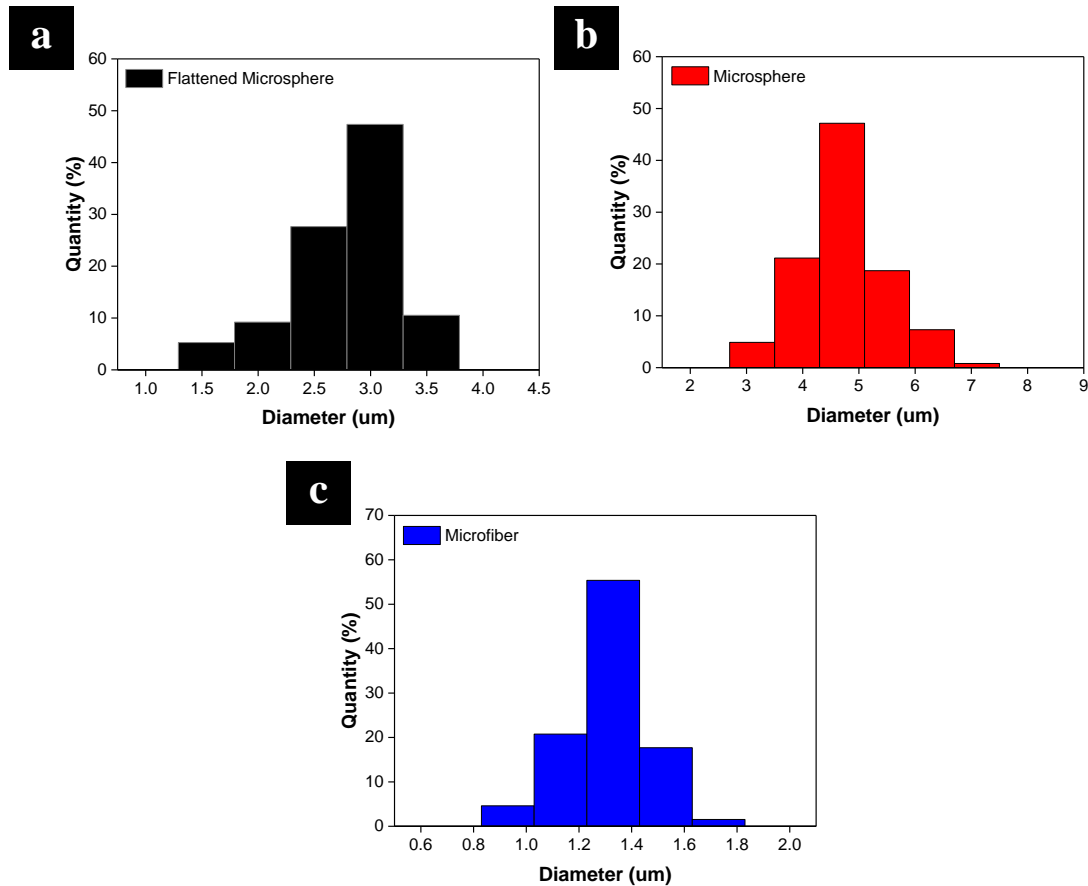 a
60
50
40
30
20
10
0
Quantity (%)
Flattened Microsphere
1.0 1.5 2.0 2.5 3.0 3.5 4.0 4.5
Diameter (um)
b
60
50
40
30
20
10
0
Quantity (%)
Microsphere
2 3 4 5 6 7 8 9
Diameter (um)
c
70
60
50
40
30
20
10
0
Quantity (%)
Microfiber
0.6 0.8 1.0 1.2 1.4 1.6 1.8 2.0
Diameter (um)